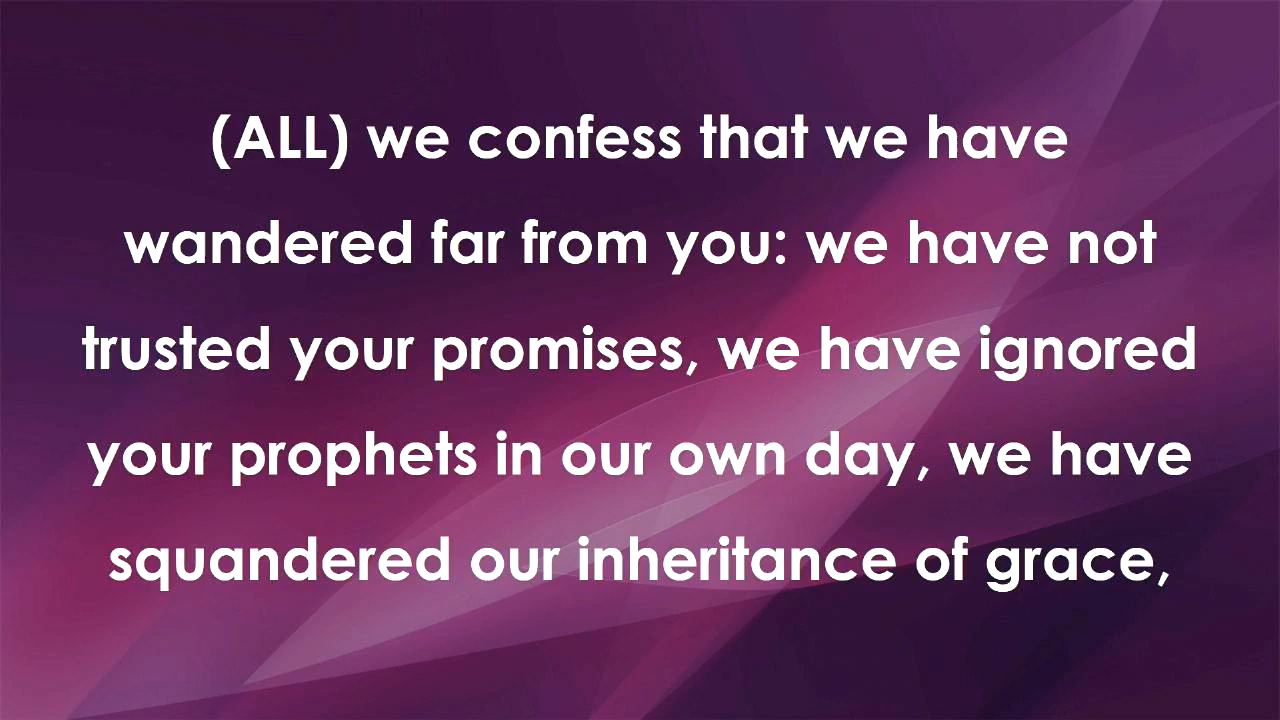 (ALL) we confess that we have
wandered far from you: we have not
trusted your promises, we have ignored
your prophets in our own day, we have
squandered our inheritance of grace,